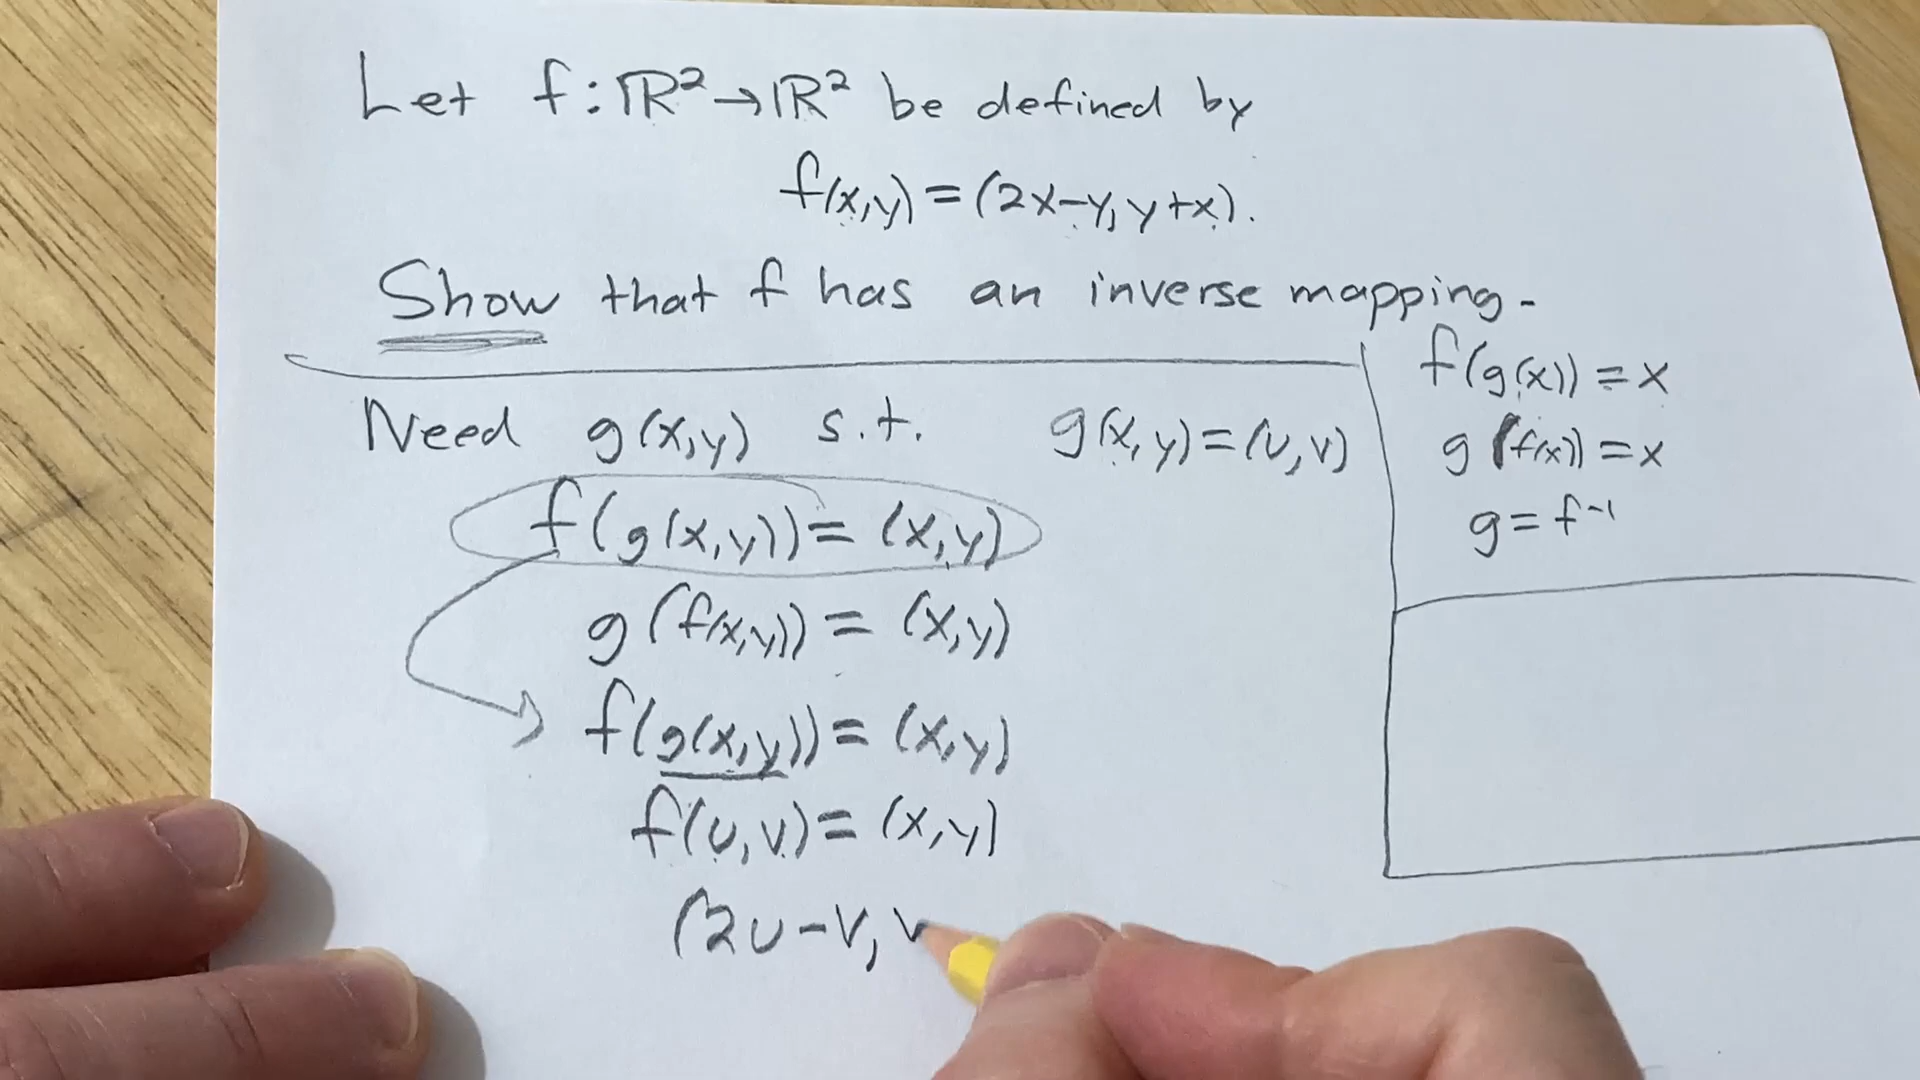 Let f:ℝ²→ℝ² be defined by
f(x,y)=(2x-y,y+x).
Show that f has an inverse mapping.
Need g(x,y) s.t. g(x,y)=(u,v)
f(g(x,y))=(x,y)
g(f(x,y))=(x,y)
f(g(x,y))=(x,y)
f(u,v)=(x,y)
(2u-v,v
f(g(x))=x
g(f(x))=x
g=f⁻¹